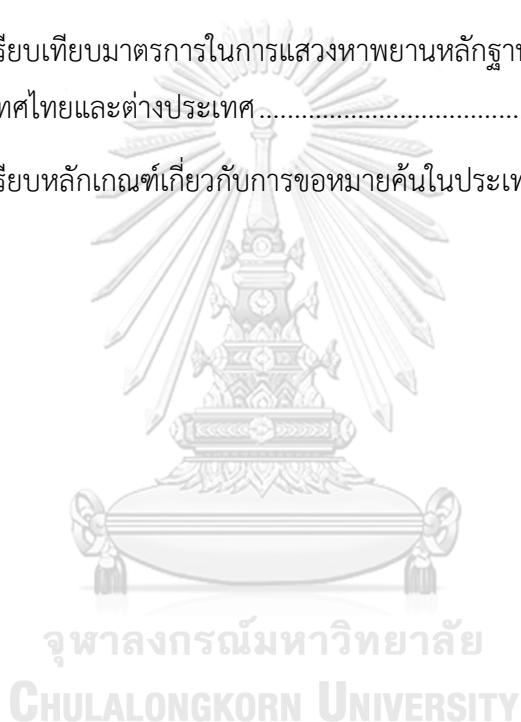 รียบเทียบมาตรการในการแสวงหาพยานหลักฐาน
ทศไทยและต่างประเทศ......................................
รียบหลักเกณฑ์เกี่ยวกับการขอหมายค้นในประเท
จุฬาลงกรณ์มหาวิทยาลัย
CHULALONGKORN UNIVERSITY